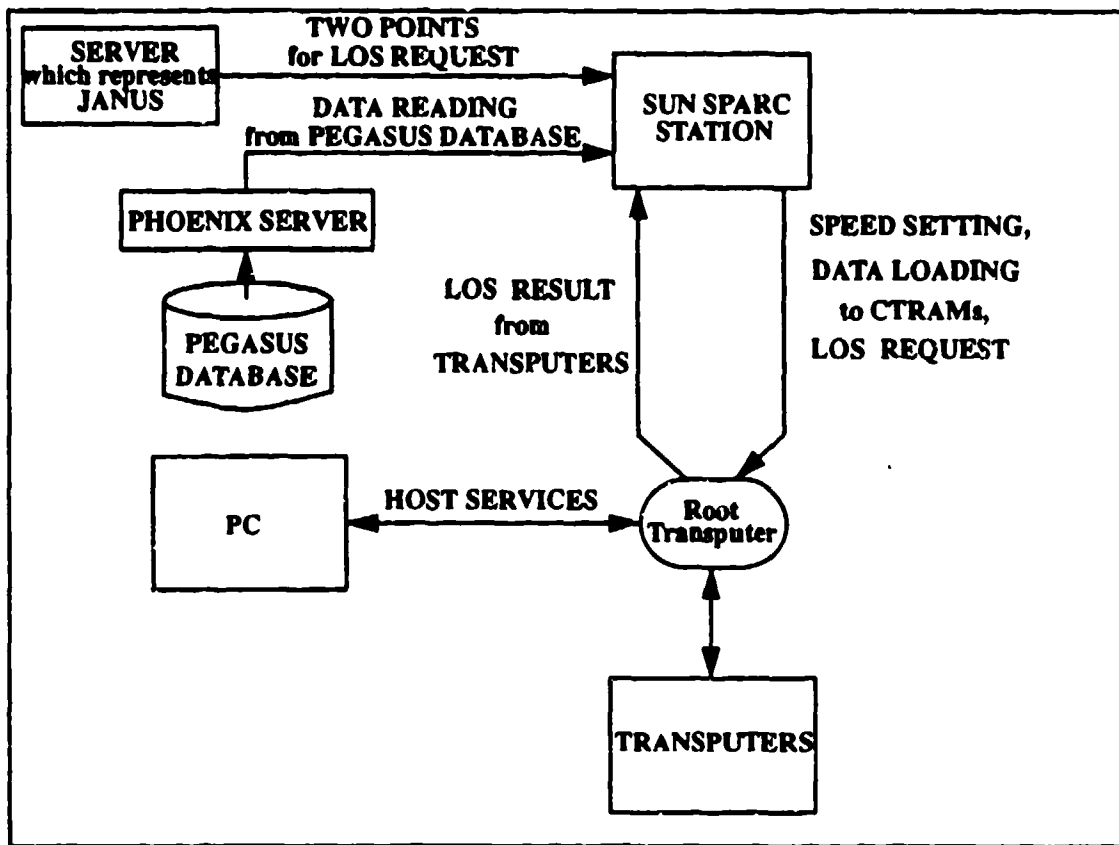 SERVER
which represents
JANUS
TWO POINTS
for LOS REQUEST
DATA READING
from PEGASUS DATABASE
SUN SPARC
STATION
PHOENIX SERVER
PEGASUS
DATABASE
LOS RESULT
from
TRANSPUTERS
SPEED SETTING,
DATA LOADING
to CTRAMs,
LOS REQUEST
PC
HOST SERVICES
Root
Transputer
TRANSPUTERS